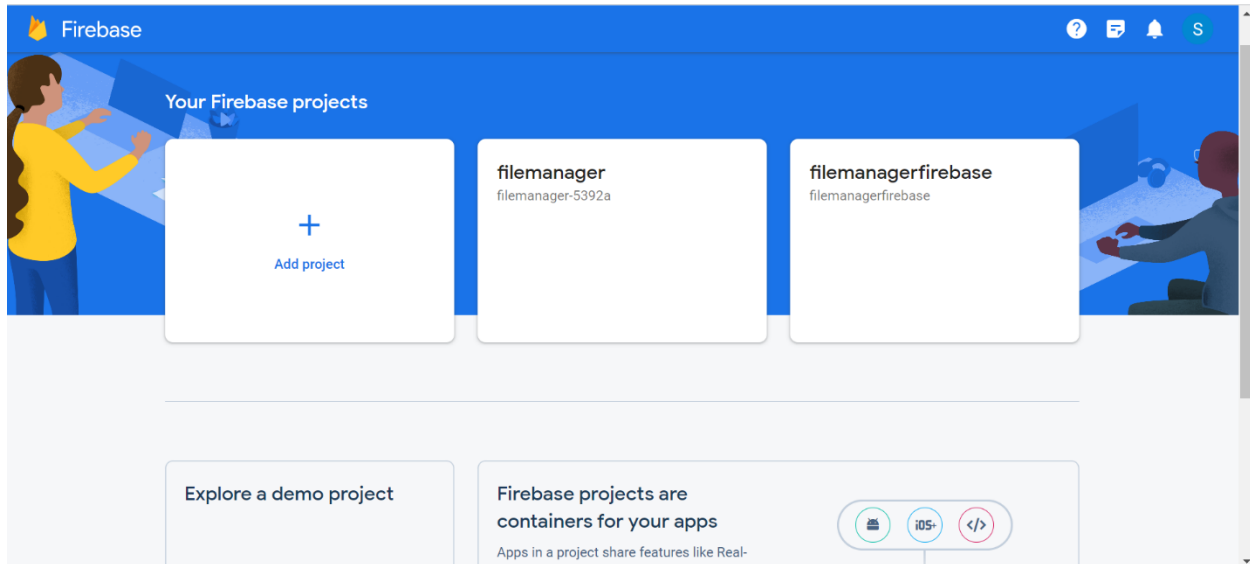 Firebase
S
Your Firebase projects
Add project
filemanager
filemanager-5392a
filemanagerfirebase
filemanagerfirebase
Explore a demo project
Firebase projects are
containers for your apps
Apps in a project share features like Real-
iOS+